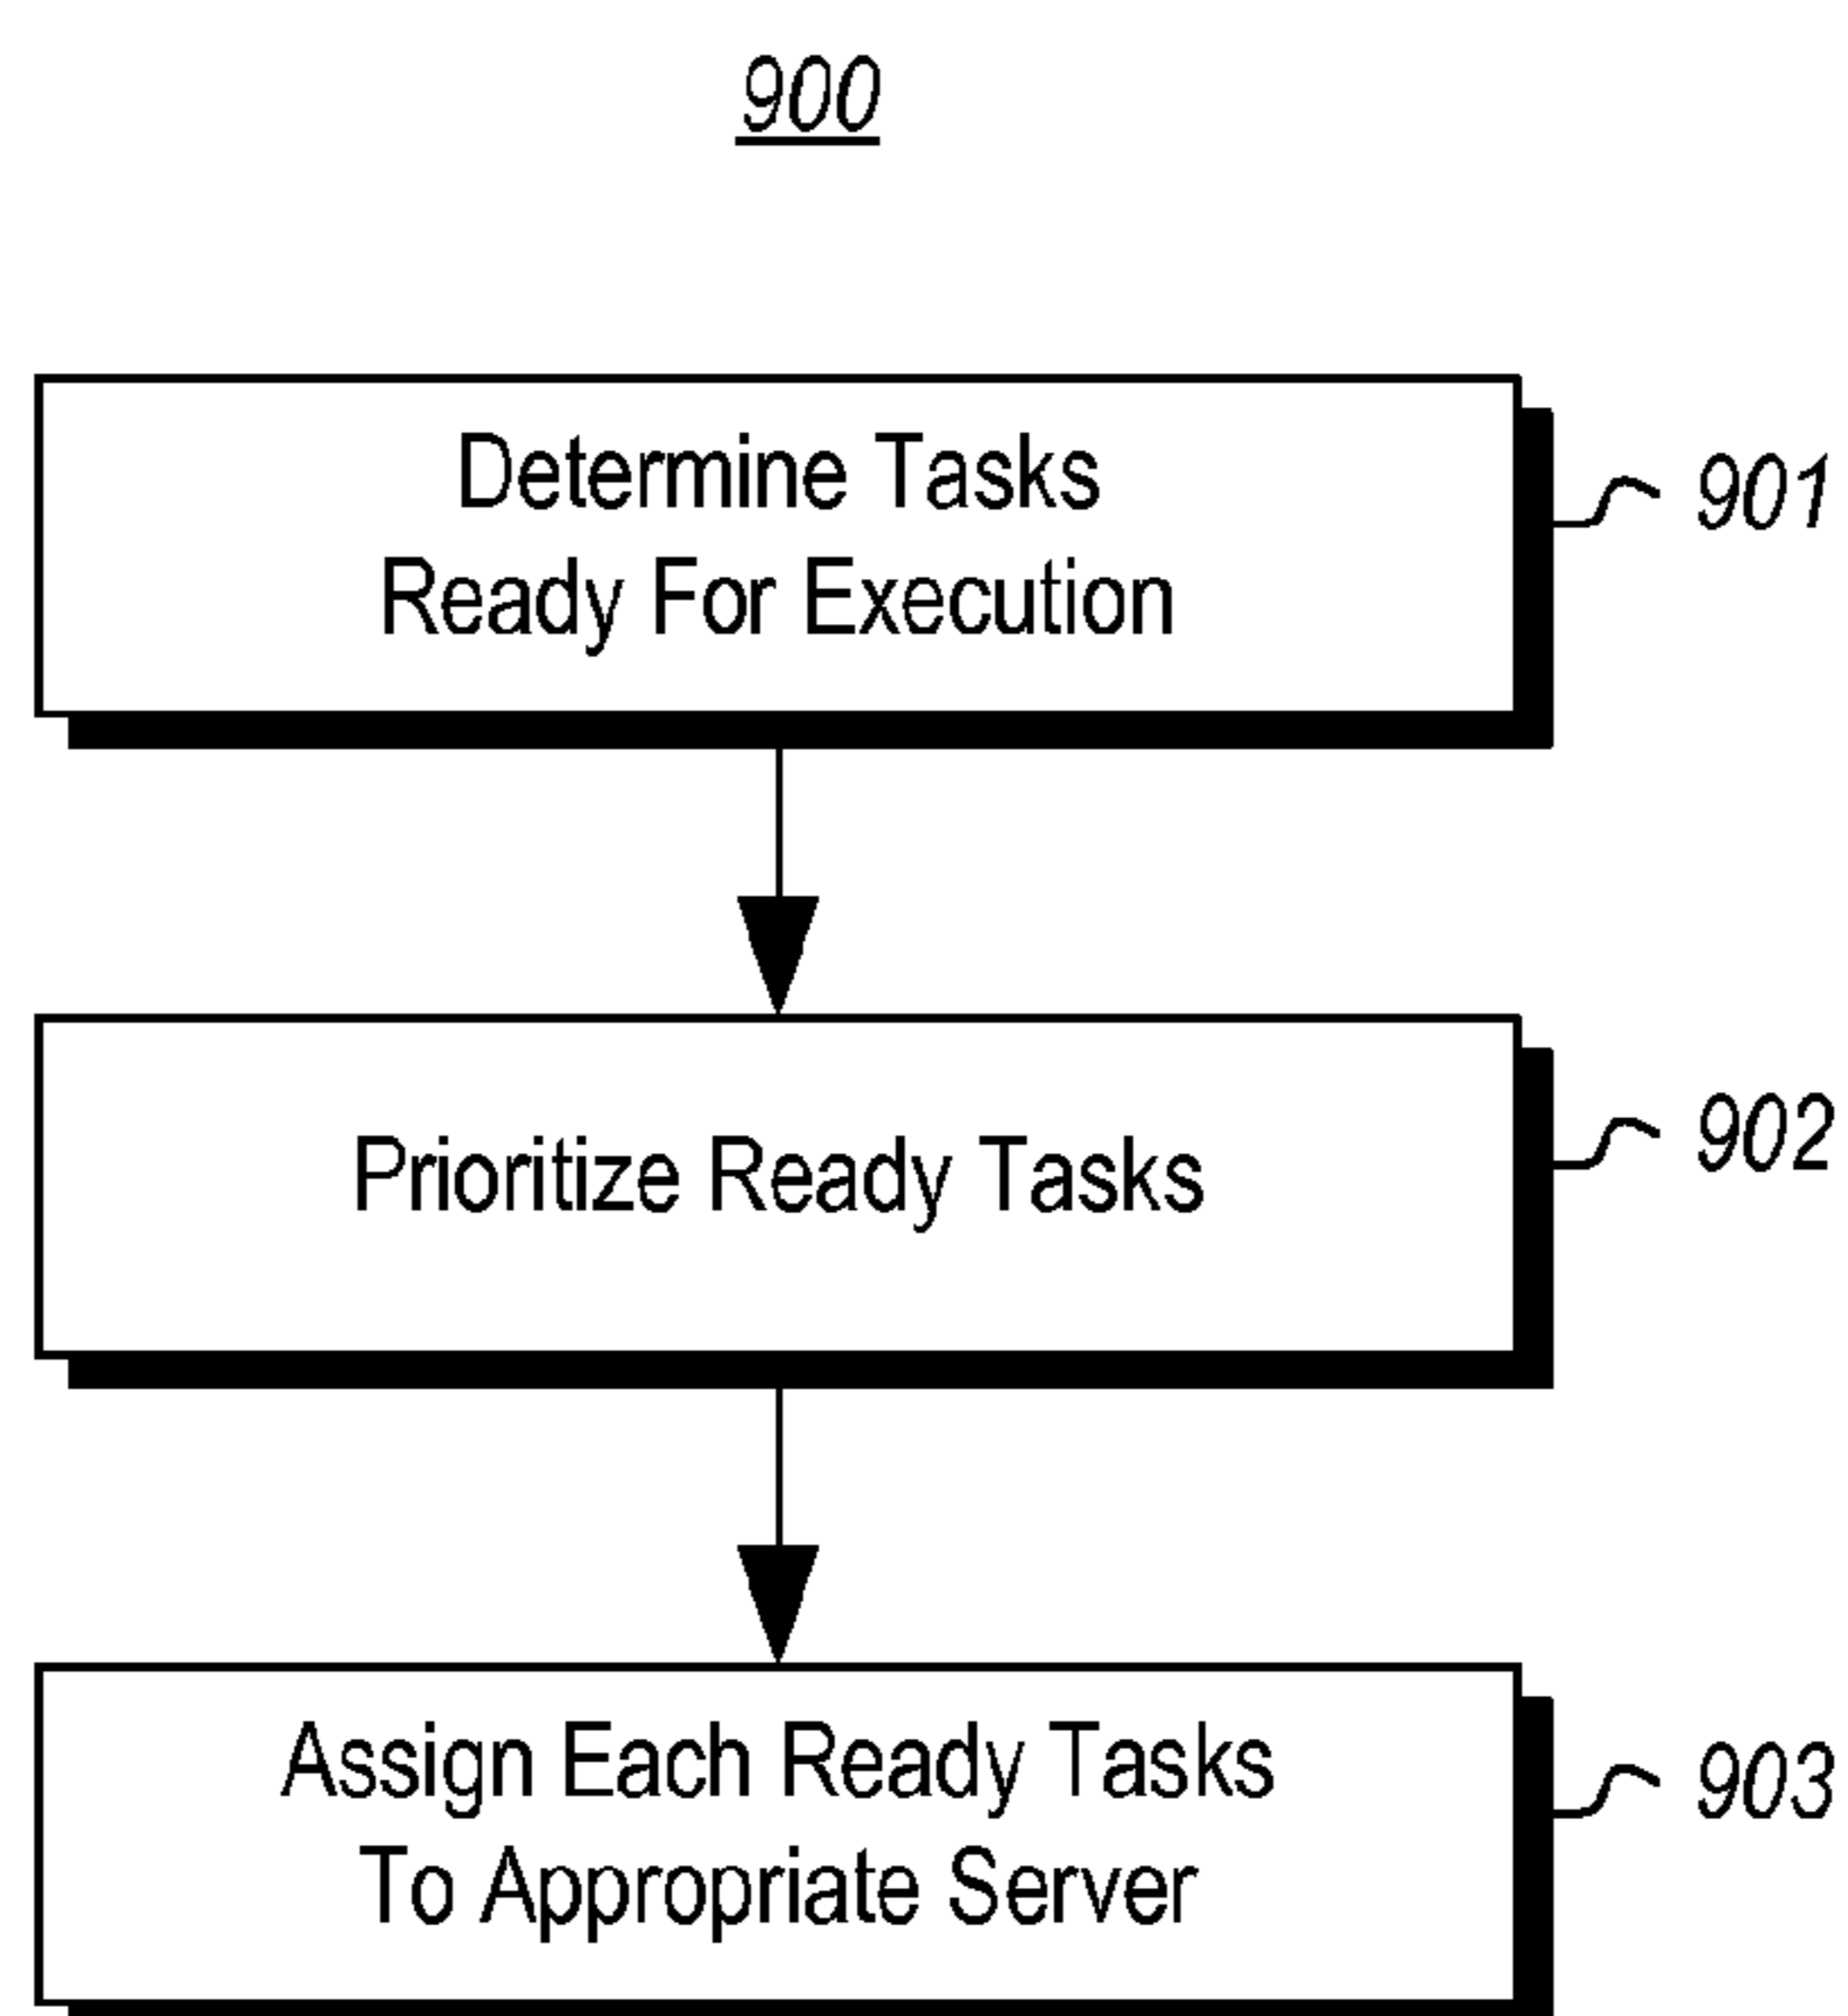 900
Determine Tasks
Ready For Execution
901
Prioritize Ready Tasks
902
Assign Each Ready Tasks
To Appropriate Server
903